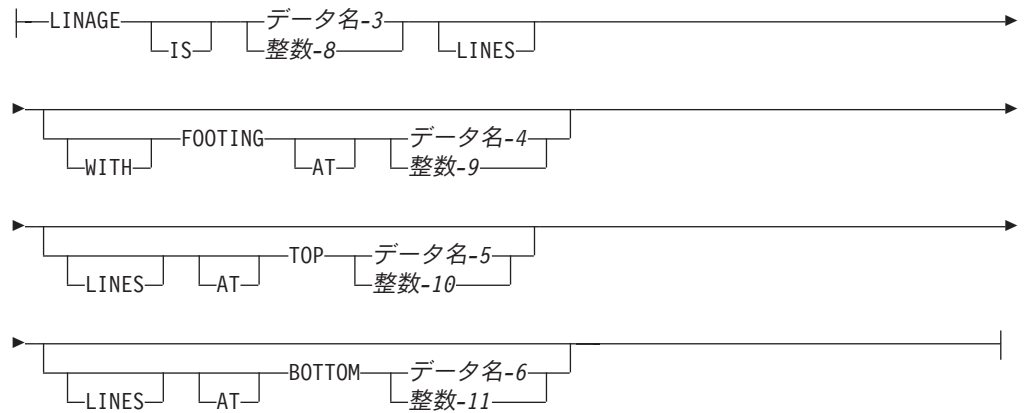 LINAGE IS データ名-3 LINES
整数-8
WITH FOOTING AT データ名-4
整数-9
LINES AT TOP データ名-5
整数-10
LINES AT BOTTOM データ名-6
整数-11